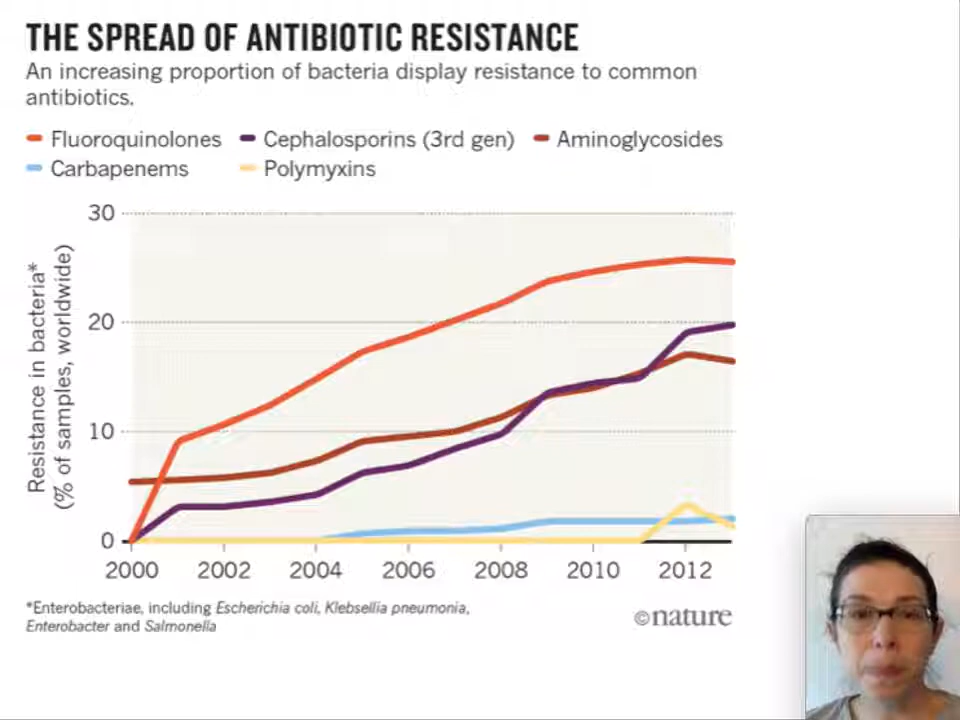 THE SPREAD OF ANTIBIOTIC RESISTANCE
An increasing proportion of bacteria display resistance to common
antibiotics.
Fluoroquinolones Cephalosporins (3rd gen) Aminoglycosides
Carbapenems Polymyxins
Resistance in bacteria*
(% of samples, worldwide)
30
20
10
0
2000 2002 2004 2006 2008 2010 2012
*Enterobacteriae, including Escherichia coli, Klebsellia pneumonia,
Enterobacter and Salmonella
©nature